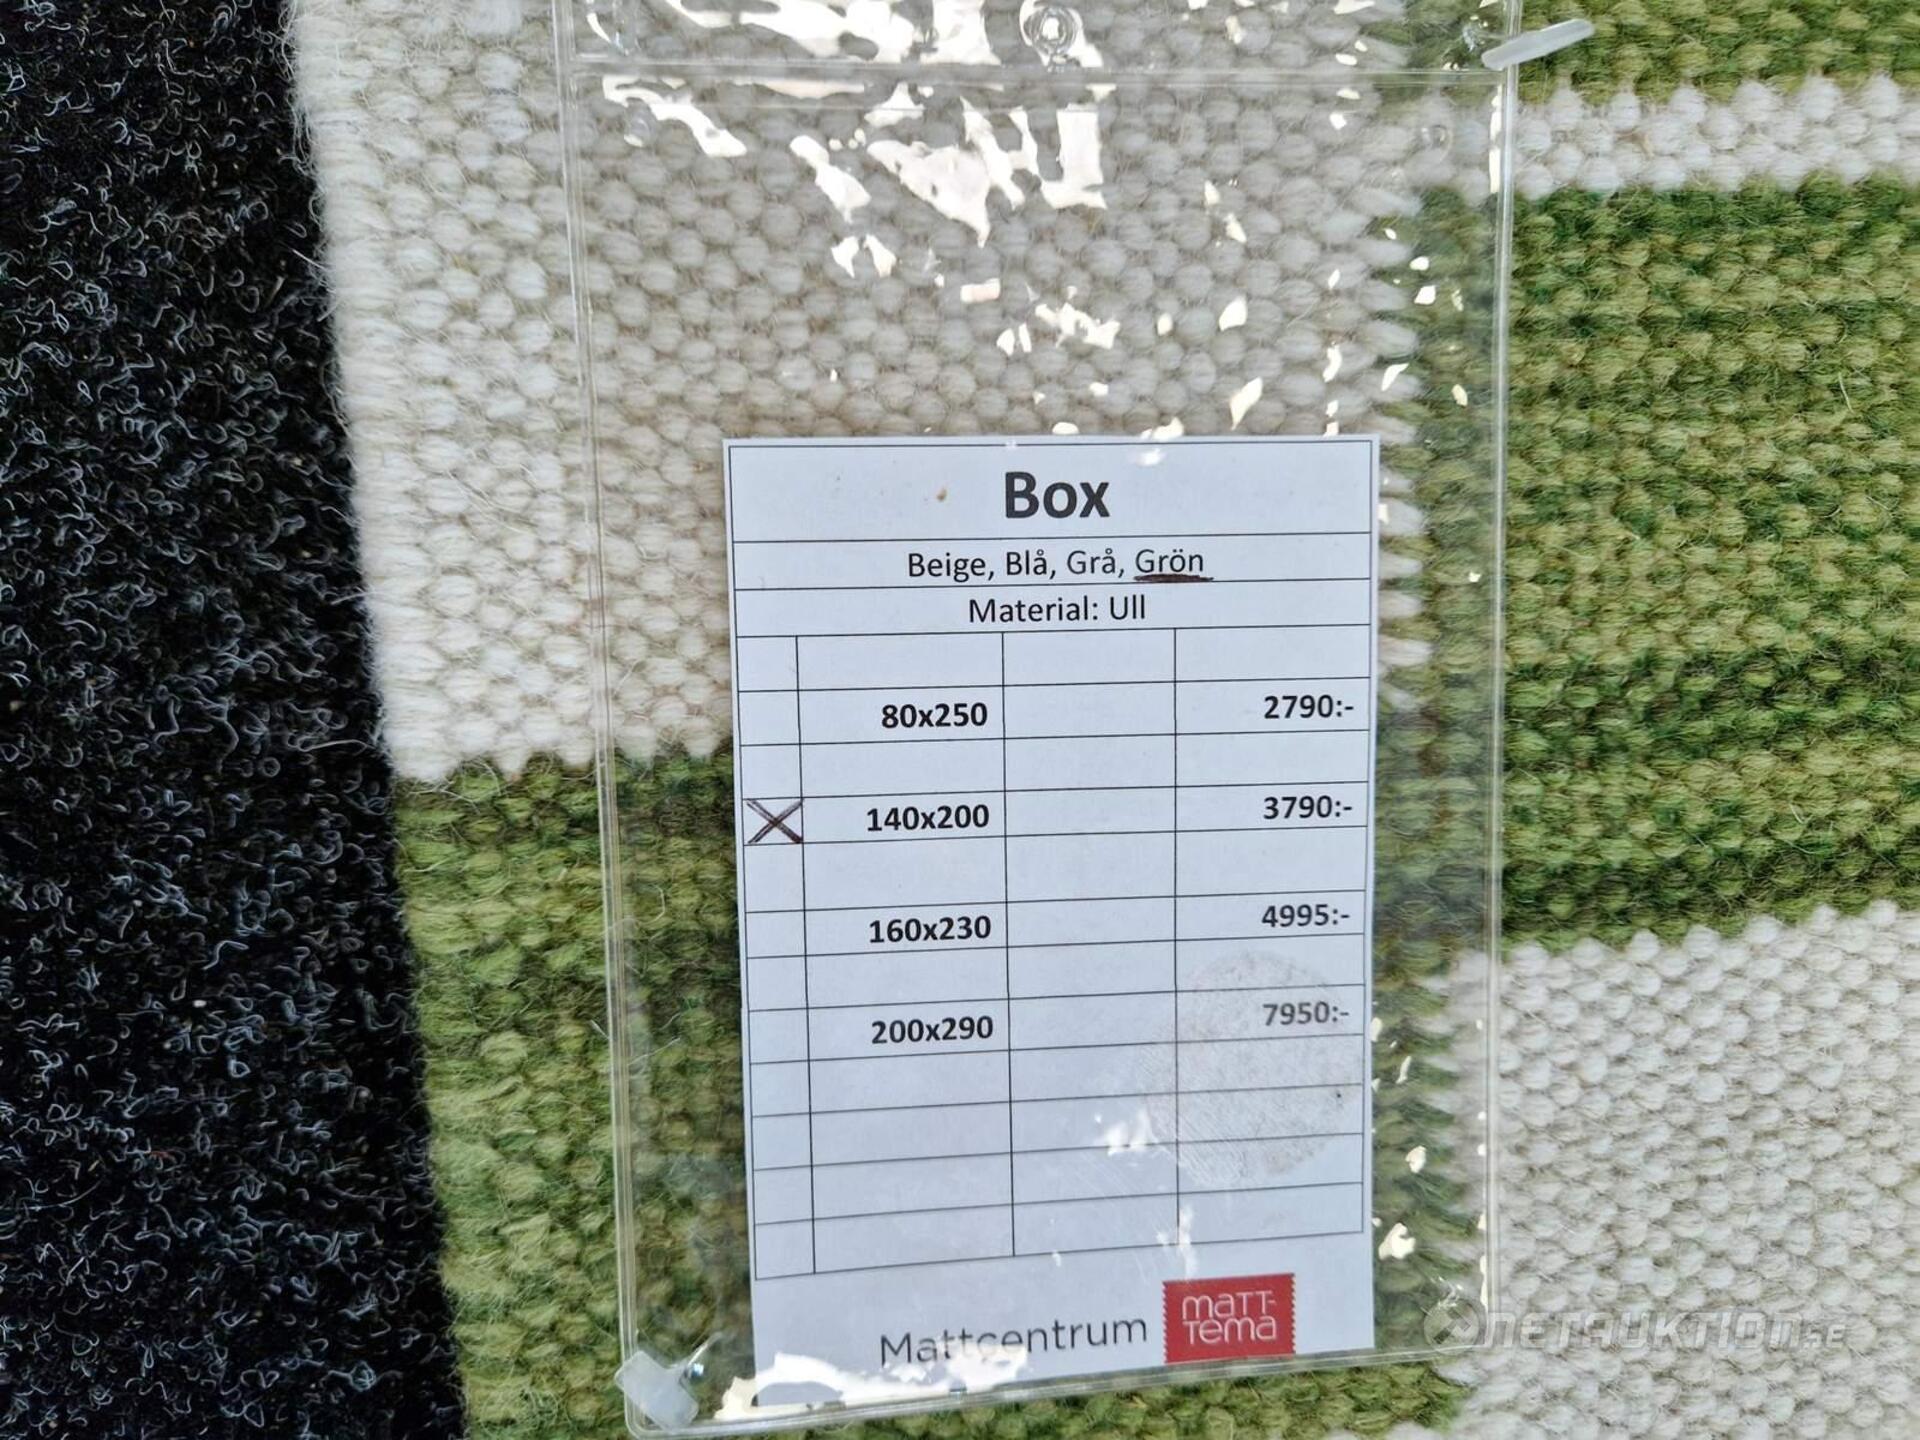 Box
Beige, Blå, Grå, Grön
Material: Ull
80x250 2790:-
140x200 3790:-
160x230 4995:-
200x290 7950:-
Mattcentrum
matt-
tema
NETAUKTION.SE